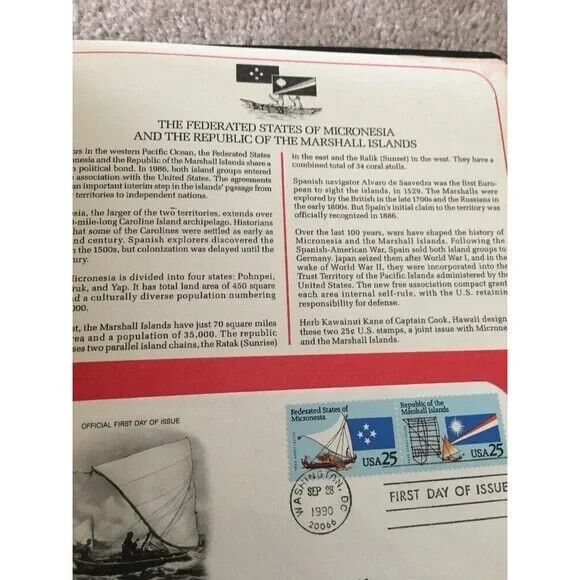 THE FEDERATED STATES OF MICRONESIA
AND THE REPUBLIC OF THE MARSHALL ISLANDS
ors in the western Pacific Ocean, the Federated States
onesia and the Republic of the Marshall Islands share
political bond. In 1986, both island groups entered
association with the United States. The agreements
an important interim step in the islands' passage from
territories to independent nations.
esia, the larger of the two territories, extends over
0-mile-long Caroline Island archipelago. Historians
that some of the Carolines were settled as early as
nd century. Spanish explorers discovered the
the 1500s, but colonization was delayed until the
ntury.
Micronesia is divided into four states: Pohnpei,
ruk, and Yap. It has total land area of 450 square
nd a culturally diverse population numbering
000.
st, the Marshall Islands have just 70 square miles
ea and a population of 35,000. The republic
ses two parallel island chains, the Ratak (Sunrise)
in the east and the Ralik (Sunset) in the west. They have a
combined total of 34 coral atolls.
Spanish navigator Alvaro de Saavedra was the first Euro-
pean to sight the islands, in 1529. The Marshalls were
explored by the British in the late 1700s and the Russians in
the early 1800s. But Spain's initial claim to the territory was
officially recognized in 1886.
Over the last 100 years, wars have shaped the history of
Micronesia and the Marshall Islands. Following the
Spanish-American War, Spain sold both island groups to
Germany. Japan seized them after World War I, and in the
wake of World War II, they were incorporated into the
Trust Territory of the Pacific Islands administered by the
United States. The new free association compact grants
each area internal self-rule, with the U.S. retainin
responsibility for defense.
Herb Kawainui Kane of Captain Cook, Hawaii design
these two 25¢ U.S. stamps, a joint issue with Microne
and the Marshall Islands.
OFFICIAL FIRST DAY OF ISSUE
Federated States of
Micronesia
USA 25
Republic of the
Marshall Islands
USA 25
WASHINGTON, DC
SEP 28
1990
20066
FIRST DAY OF ISSUE